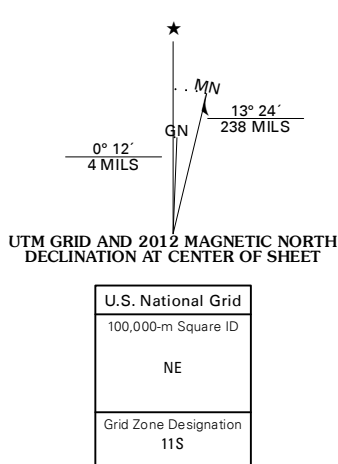 ★
MN
13° 24´
238 MILS
GN
0° 12´
4 MILS
UTM GRID AND 2012 MAGNETIC NORTH
DECLINATION AT CENTER OF SHEET
U.S. National Grid
100,000-m Square ID
NE
Grid Zone Designation
11S